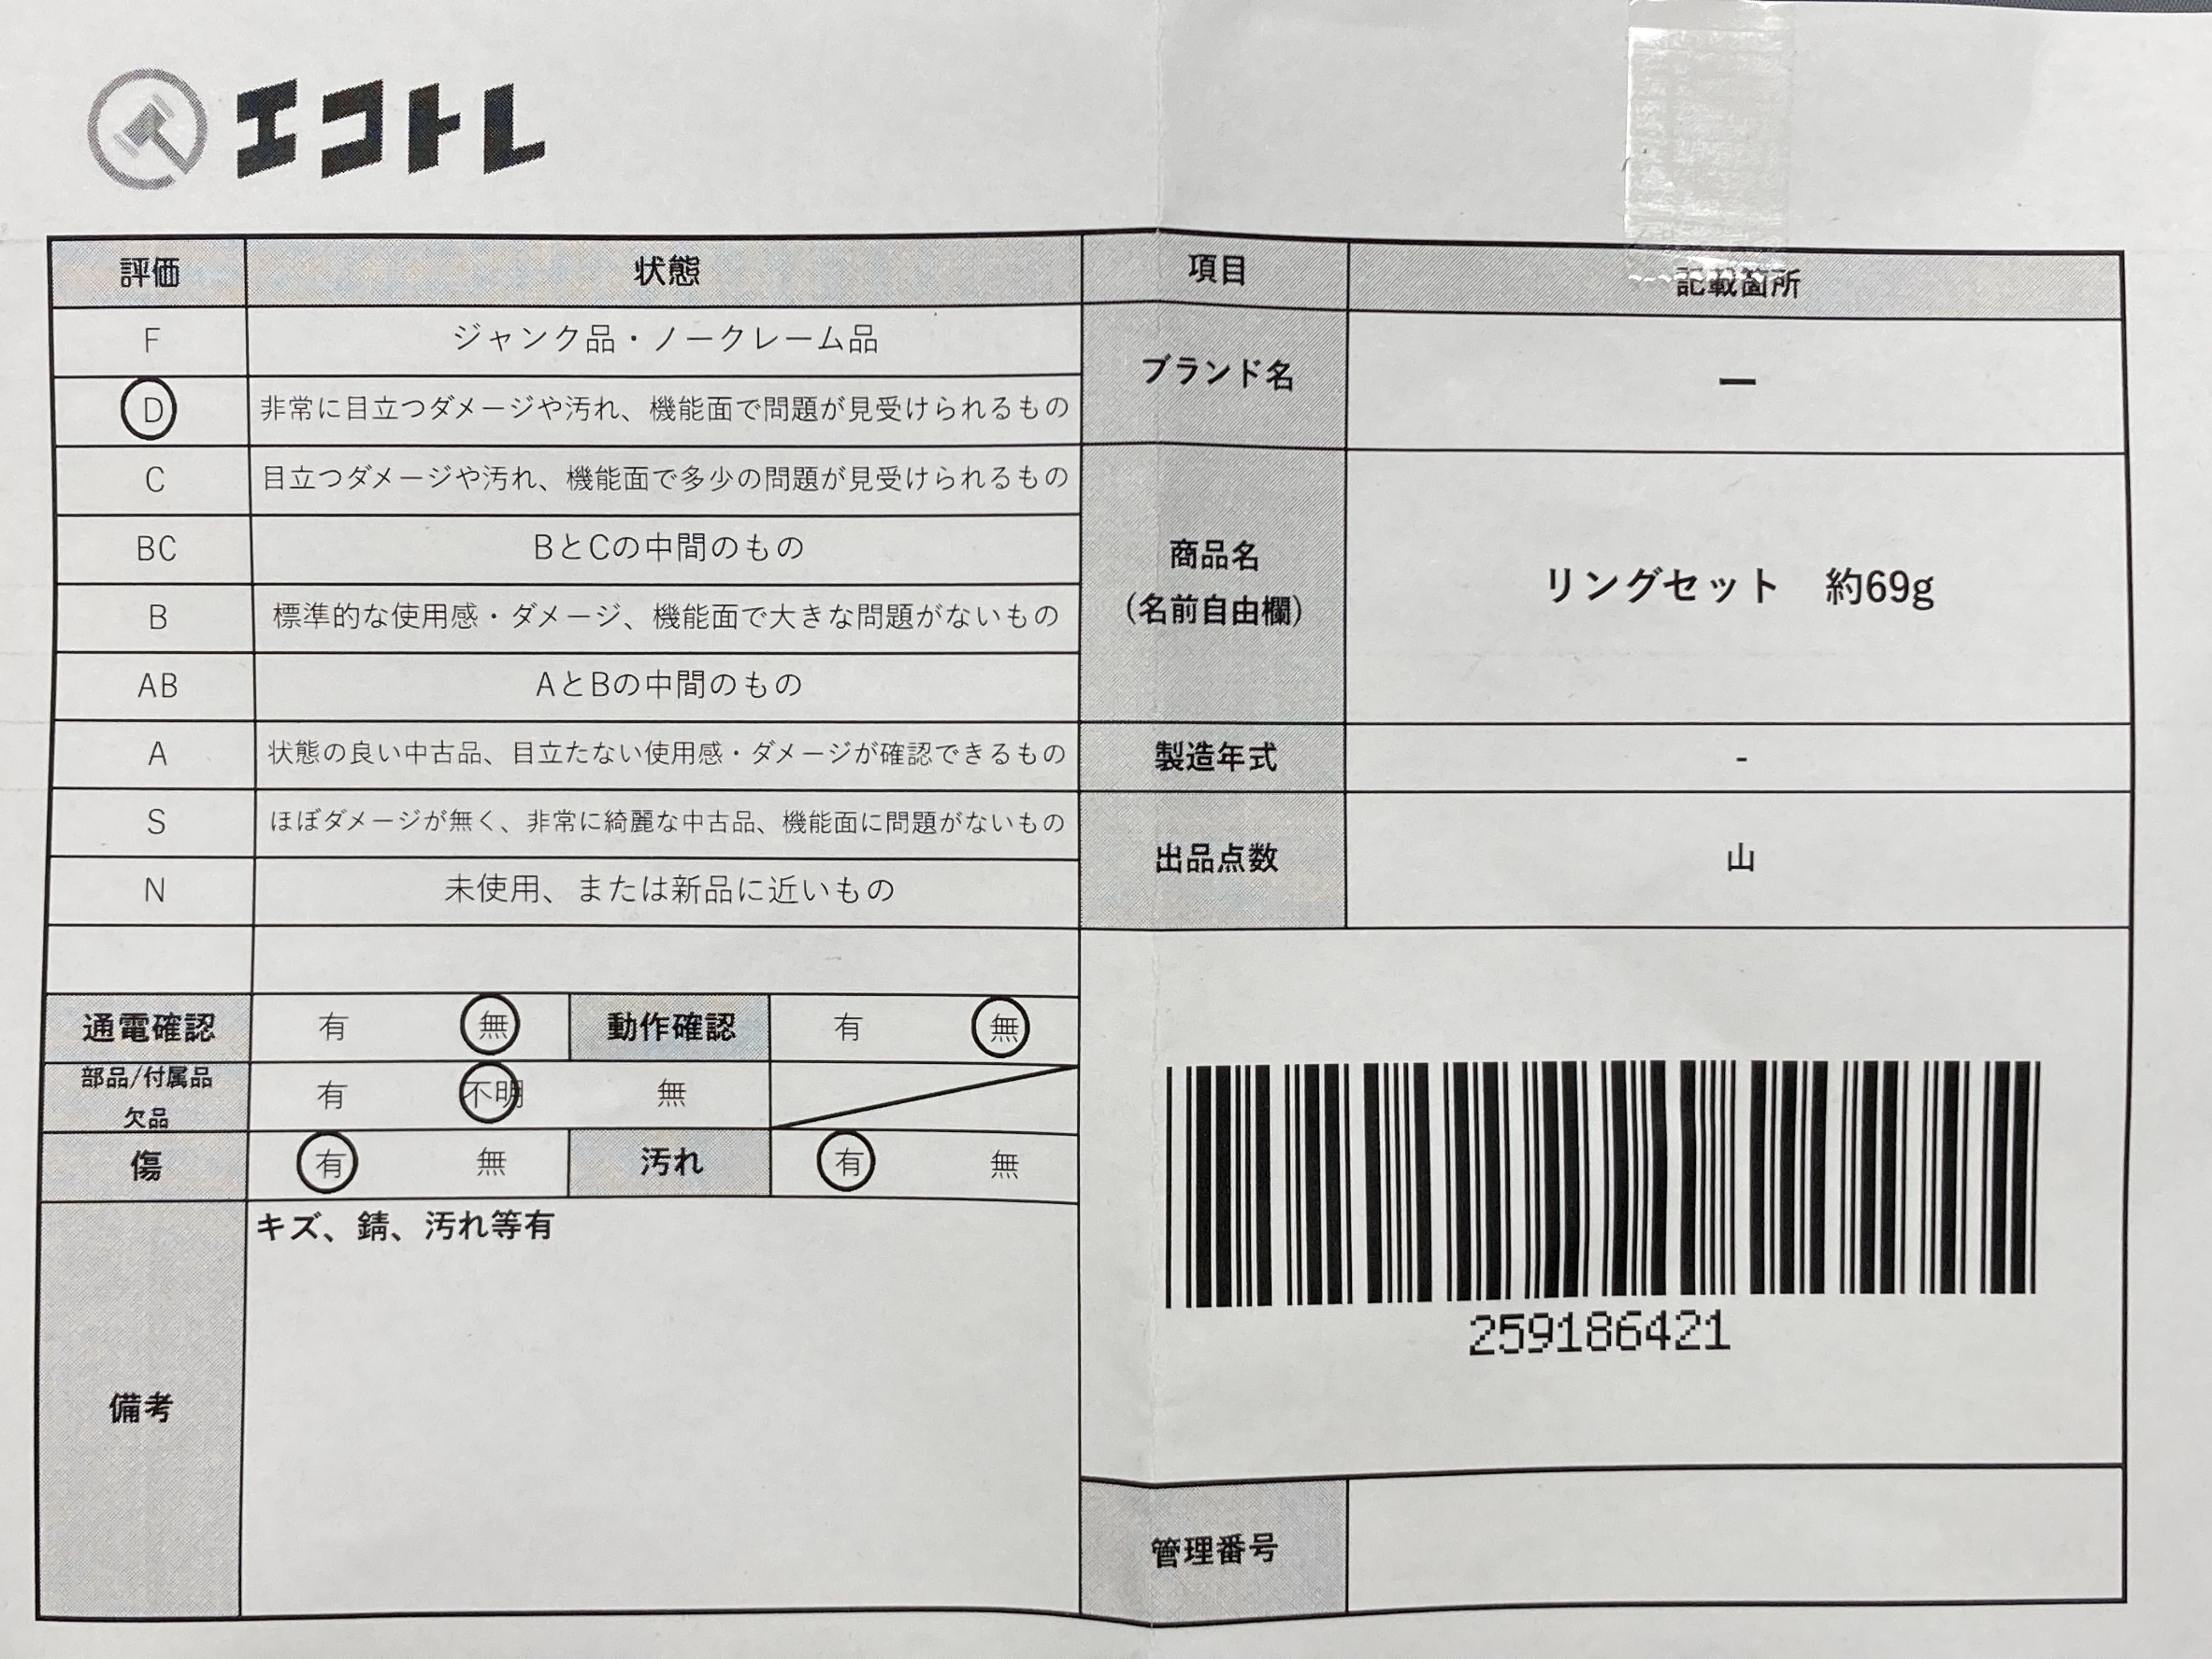 エコトレ
評価 状態 項目 記載箇所
F ジャンク品・ノークレーム品
ブランド名 ー
D 非常に目立つダメージや汚れ、機能面で問題が見受けられるもの
C 目立つダメージや汚れ、機能面で多少の問題が見受けられるもの
BC BとCの中間のもの
商品名
(名前自由欄)
リングセット 約69g
B 標準的な使用感・ダメージ、機能面で大きな問題がないもの
AB AとBの中間のもの
A 状態の良い中古品、目立たない使用感・ダメージが確認できるもの
製造年式 -
S ほぼダメージが無く、非常に綺麗な中古品、機能面に問題がないもの
出品点数 山
N 未使用、または新品に近いもの
通電確認 有 無 動作確認 有 無
部品/付属品
欠品
有 不明 無
傷 有 無 汚れ 有 無
備考
キズ、錆、汚れ等有
259186421
管理番号